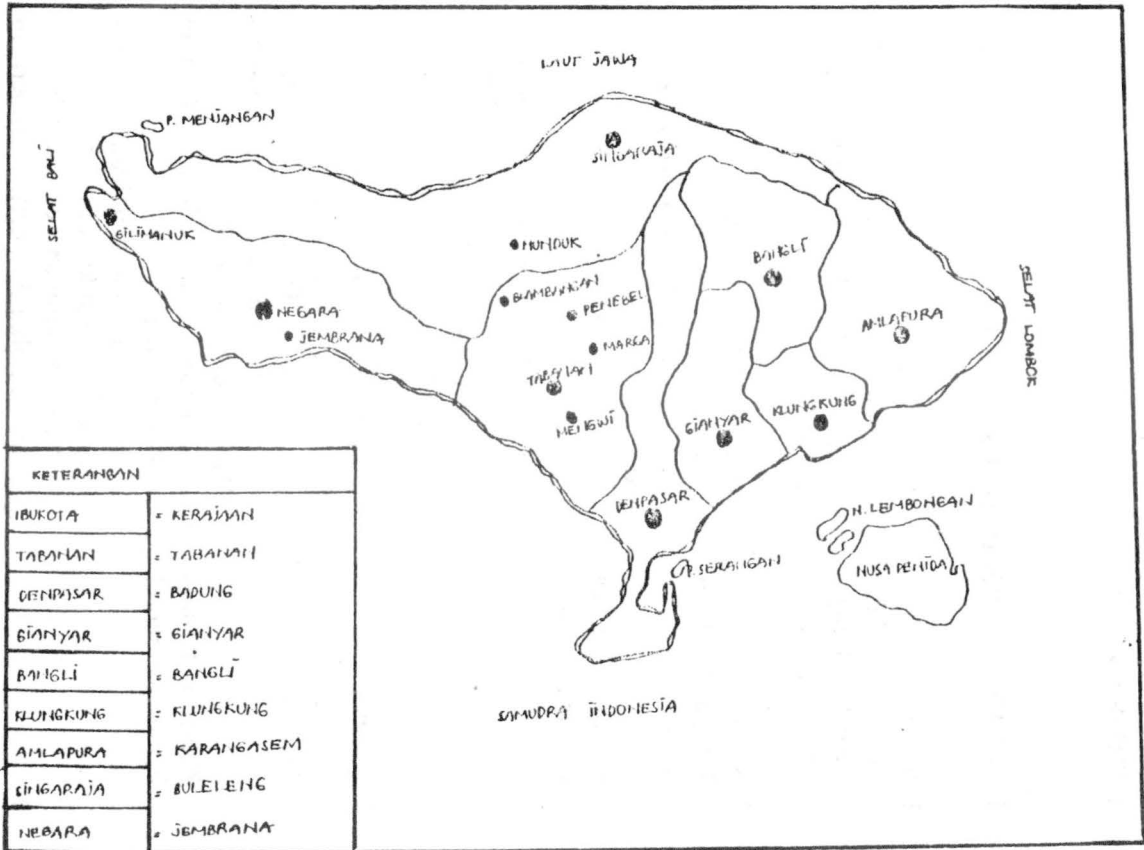 LAUT JAWA
P. MENJANGAN
SELAT BALI
GILIMANUK
SINGARAJA
MUNDUK
BLAMBANGAN
PENEBEL
MARGA
TABANAN
MENGWI
NEGARA
JEMBRANA
BANGLI
AMLAPURA
SELAT LOMBOK
GIANYAR
KLUNGKUNG
DENPASAR
P. SERANGAN
N. LEMBONGAN
NUSA PENIDA
SAMUDRA INDONESIA
KETERANGAN
IBUKOTA = KERAJAAN
TABANAN = TABANAN
DENPASAR = BADUNG
GIANYAR = GIANYAR
BANGLI = BANGLI
KLUNGKUNG = KLUNGKUNG
AMLAPURA = KARANGASEM
SINGARAJA = BULELENG
NEGARA = JEMBRANA